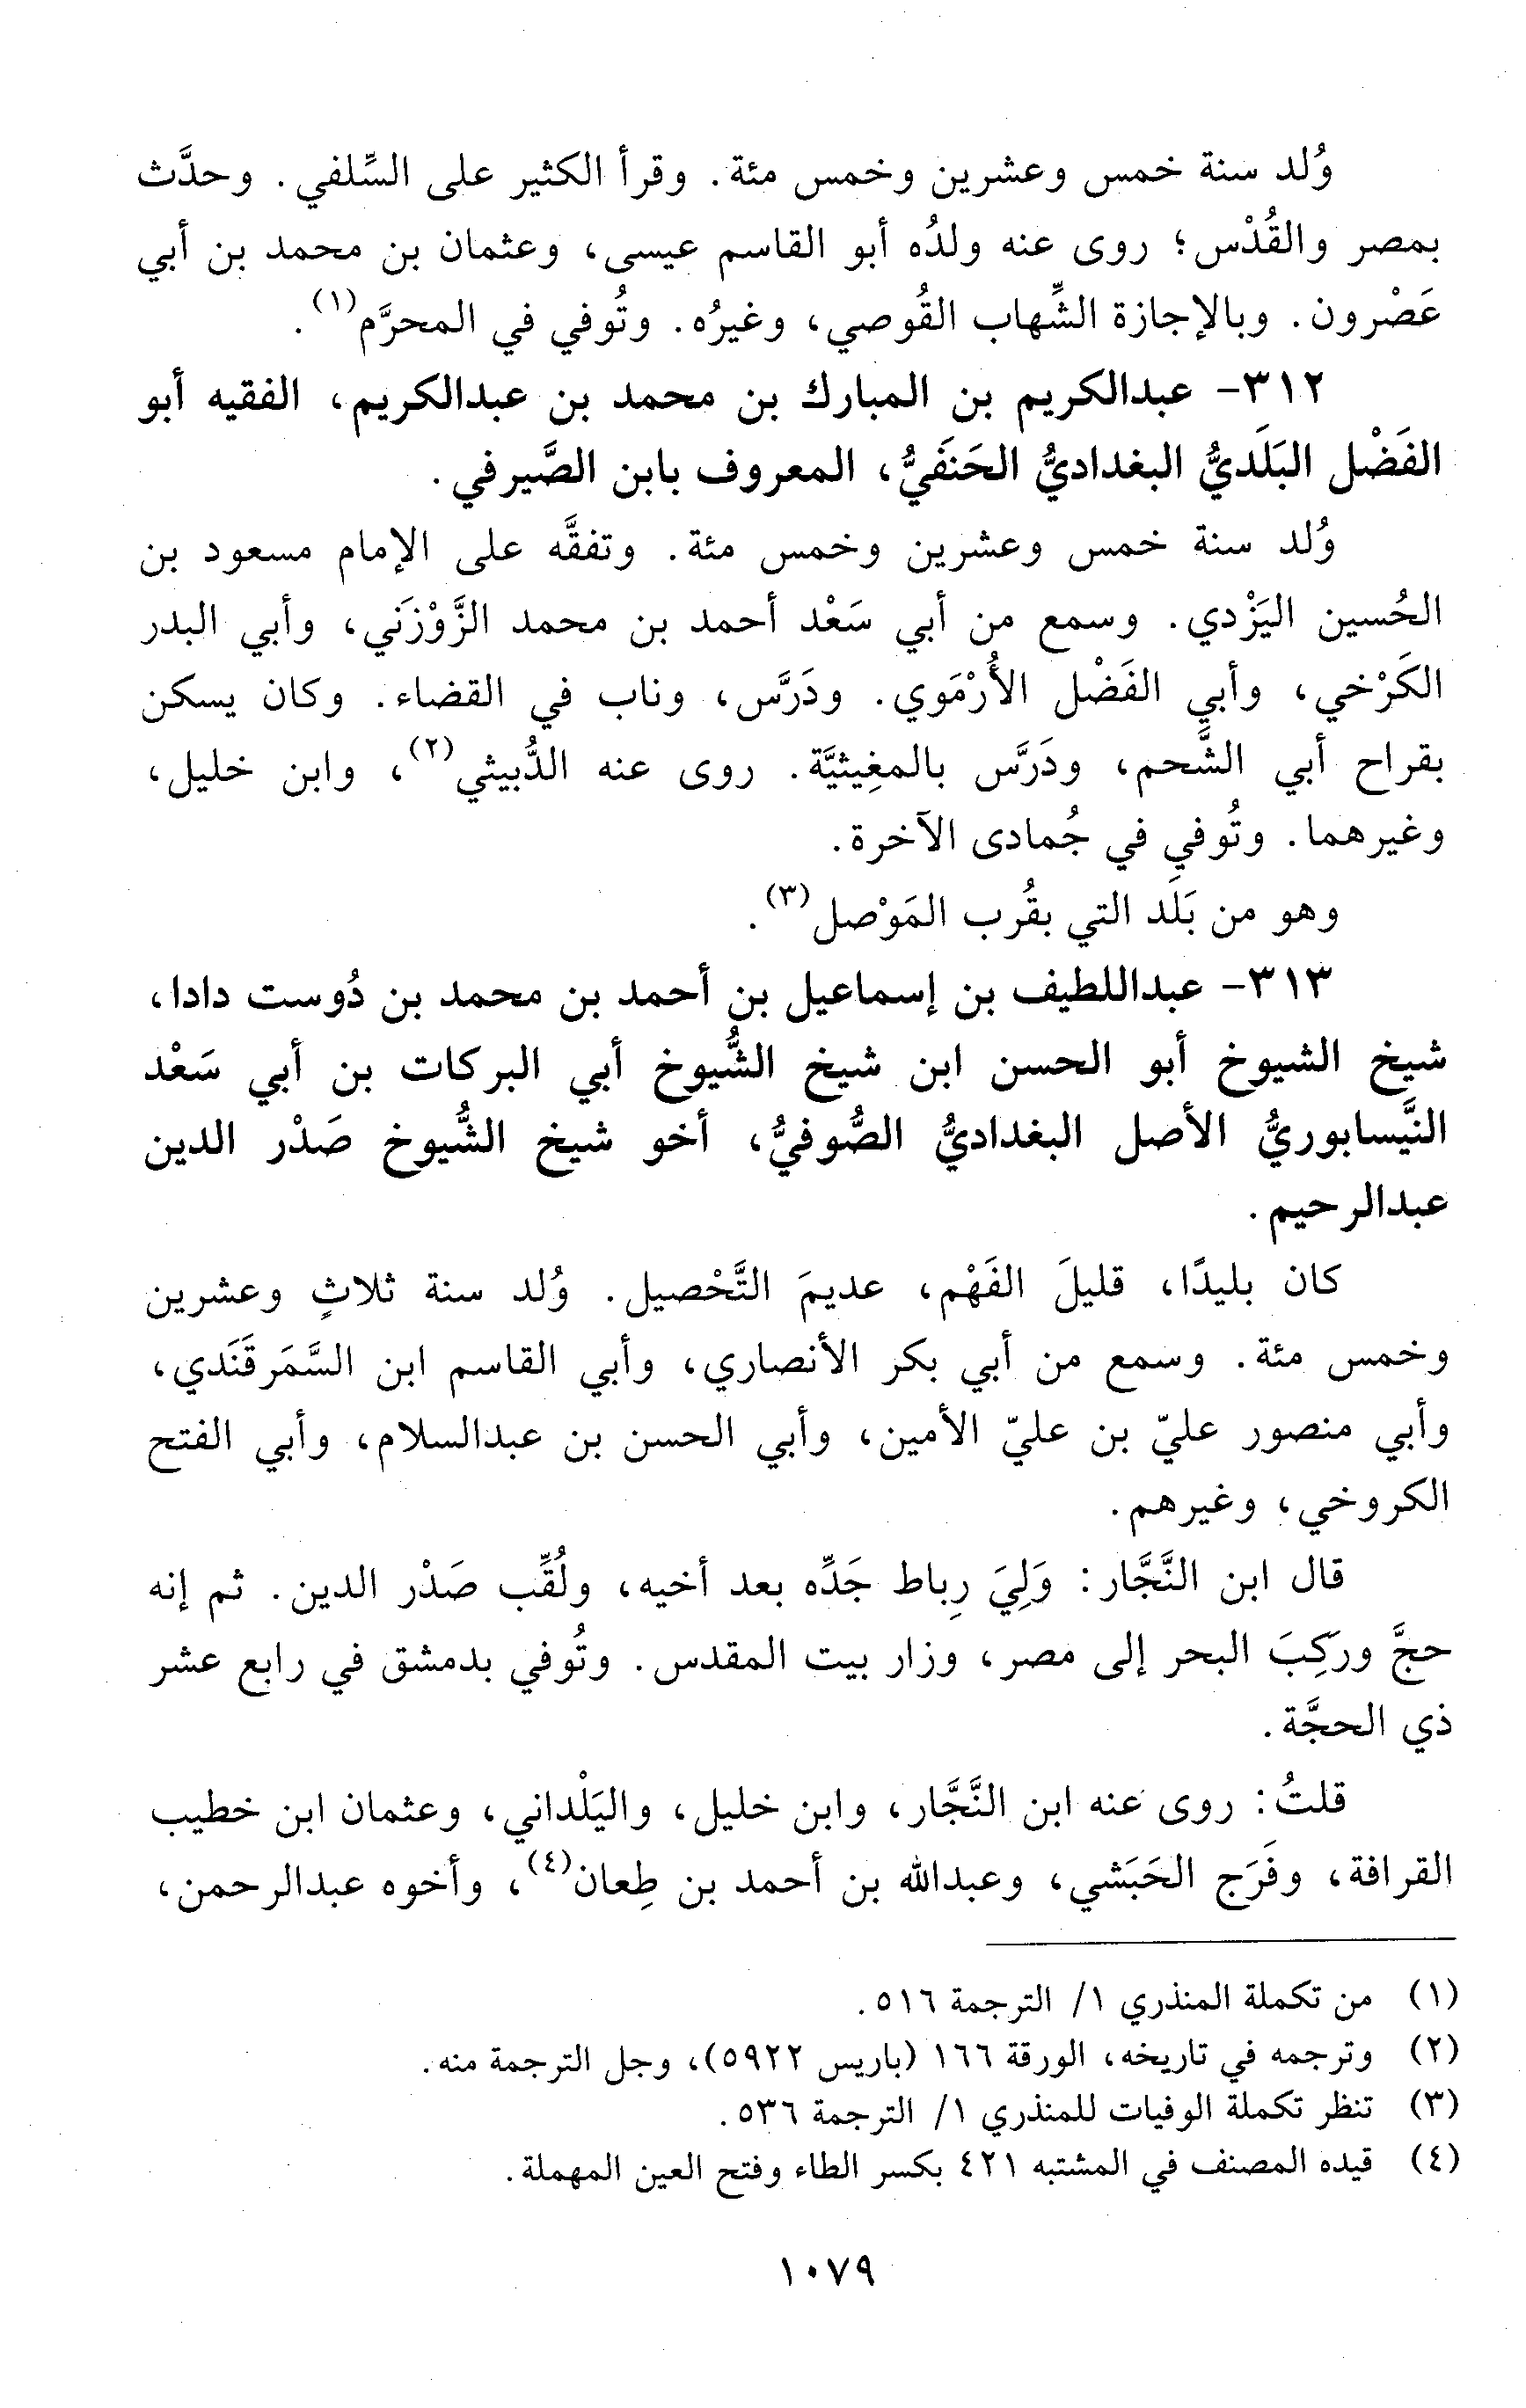 وُلد سنة خمس وعشرين وخمس مئة. وقرأ الكثير على السِّلفي. وحدَّث
بمصر والقُدْس؛ روى عنه ولدُه أبو القاسم عيسى، وعثمان بن محمد بن أبي
عَصْرون. وبالإجازة الشِّهاب القُوصي، وغيرُه. وتُوفي في المحرَّم(١).
٣١٢- عبدالكريم بن المبارك بن محمد بن عبدالكريم، الفقيه أبو
الفَضْل البَلَديُّ البغداديُّ الحَنَفَيُّ، المعروف بابن الصَّيرفي.
وُلد سنة خمس وعشرين وخمس مئة. وتفقَّه على الإمام مسعود بن
الحُسين اليَزْدي. وسمع من أبي سَعْد أحمد بن محمد الزَّوْزَني، وأبي البدر
الكَرْخي، وأبي الفَضْل الأُرْمَوي. ودَرَّس، وناب في القضاء. وكان يسكن
بقراح أبي الشَّحم، ودَرَّس بالمغِيثيَّة. روى عنه الدُّبيثي(٢)، وابن خليل،
وغيرهما. وتُوفي في جُمادى الآخرة.
وهو من بَلَد التي بقُرب المَوْصل(٣).
٣١٣- عبداللطيف بن إسماعيل بن أحمد بن محمد بن دُوست دادا،
شيخ الشيوخ أبو الحسن ابن شيخ الشُّيوخ أبي البركات بن أبي سَعْد
النَّيسابوريُّ الأصل البغداديُّ الصُّوفيُّ، أخو شيخ الشُّيوخ صَدْر الدين
عبدالرحيم.
كان بليدًا، قليلَ الفَهْم، عديمَ التَّحْصيل. وُلد سنة ثلاثٍ وعشرين
وخمس مئة. وسمع من أبي بكر الأنصاري، وأبي القاسم ابن السَّمَرقَنَدي،
وأبي منصور عليّ بن عليّ الأمين، وأبي الحسن بن عبدالسلام، وأبي الفتح
الكروخي، وغيرهم.
قال ابن النَّجَّار: وَلِيَ رِباط جَدِّه بعد أخيه، ولُقِّب صَدْر الدين. ثم إنه
حجَّ ورَكِبَ البحر إلى مصر، وزار بيت المقدس. وتُوفي بدمشق في رابع عشر
ذي الحجَّة.
قلتُ: روى عنه ابن النَّجَّار، وابن خليل، واليَلْداني، وعثمان ابن خطيب
القرافة، وفَرَج الحَبَشي، وعبدالله بن أحمد بن طِعان(٤)، وأخوه عبدالرحمن،
(١) من تكملة المنذري ١/ الترجمة ٥١٦.
(٢) وترجمه في تاريخه، الورقة ١٦٦ (باريس ٥٩٢٢)، وجل الترجمة منه.
(٣) تنظر تكملة الوفيات للمنذري ١/ الترجمة ٥٣٦.
(٤) قيده المصنف في المشتبه ٤٢١ بكسر الطاء وفتح العين المهملة.
١٠٧٩